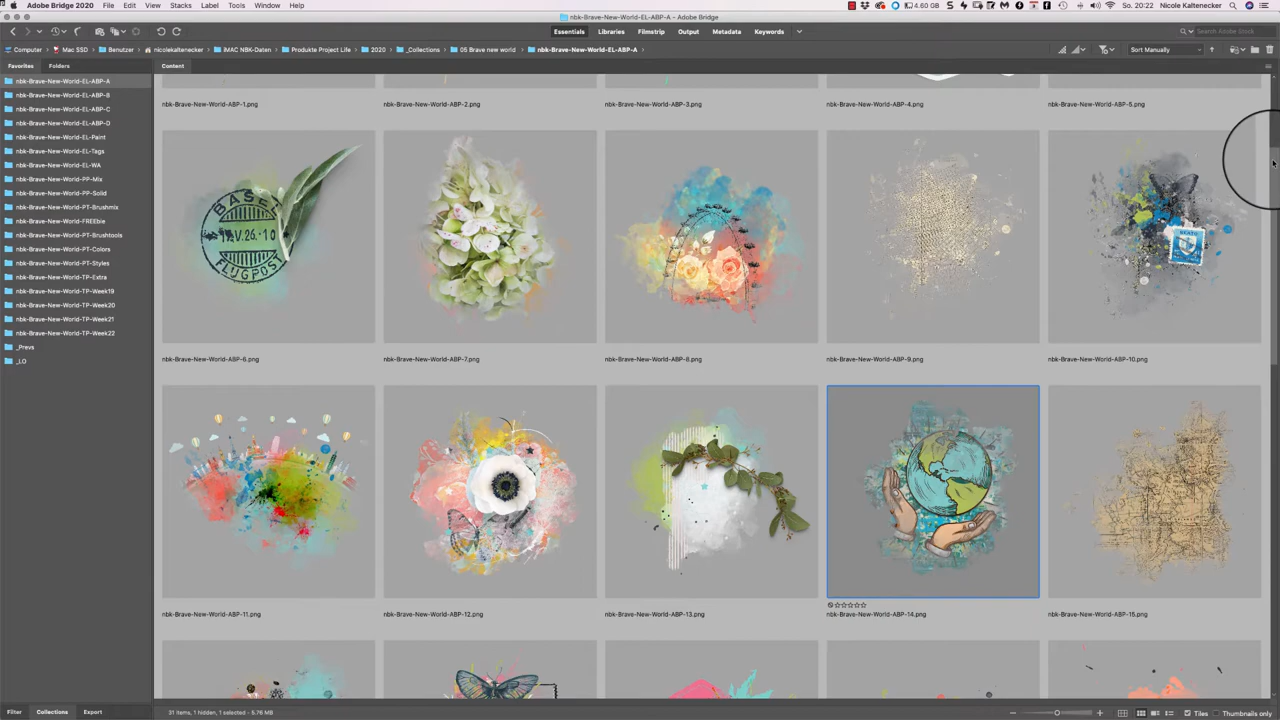 Adobe Bridge 2020 File Edit View Stacks Label Tools Window Help 4.60 GB So. 20:22 Nicole Kaltenecker
nbk-Brave-New-World-EL-ABP-A – Adobe Bridge
Essentials Libraries Filmstrip Output Metadata Keywords Search Adobe Stock
Computer Mac SSD Benutzer nicolekaltenecker iMAC NBK-Daten Produkte Project Life 2020 _Collections 05 Brave new world nbk-Brave-New-World-EL-ABP-A Sort Manually
Favorites Folders Content
nbk-Brave-New-World-EL-ABP-A
nbk-Brave-New-World-EL-ABP-B
nbk-Brave-New-World-EL-ABP-C
nbk-Brave-New-World-EL-ABP-D
nbk-Brave-New-World-EL-Paint
nbk-Brave-New-World-EL-Tags
nbk-Brave-New-World-EL-WA
nbk-Brave-New-World-PP-Mix
nbk-Brave-New-World-PP-Solid
nbk-Brave-New-World-PT-Brushmix
nbk-Brave-New-World-FREEbie
nbk-Brave-New-World-PT-Brushtools
nbk-Brave-New-World-PT-Colors
nbk-Brave-New-World-PT-Styles
nbk-Brave-New-World-TP-Extra
nbk-Brave-New-World-TP-Week19
nbk-Brave-New-World-TP-Week20
nbk-Brave-New-World-TP-Week21
nbk-Brave-New-World-TP-Week22
_Prevs
_LO
nbk-Brave-New-World-ABP-1.png nbk-Brave-New-World-ABP-2.png nbk-Brave-New-World-ABP-3.png nbk-Brave-New-World-ABP-4.png nbk-Brave-New-World-ABP-5.png
BASEL
LUGPOST
nbk-Brave-New-World-ABP-6.png nbk-Brave-New-World-ABP-7.png nbk-Brave-New-World-ABP-8.png nbk-Brave-New-World-ABP-9.png nbk-Brave-New-World-ABP-10.png
nbk-Brave-New-World-ABP-11.png nbk-Brave-New-World-ABP-12.png nbk-Brave-New-World-ABP-13.png nbk-Brave-New-World-ABP-14.png nbk-Brave-New-World-ABP-15.png
Filter Collections Export 31 items, 1 hidden, 1 selected - 5.76 MB Tiles Thumbnails only